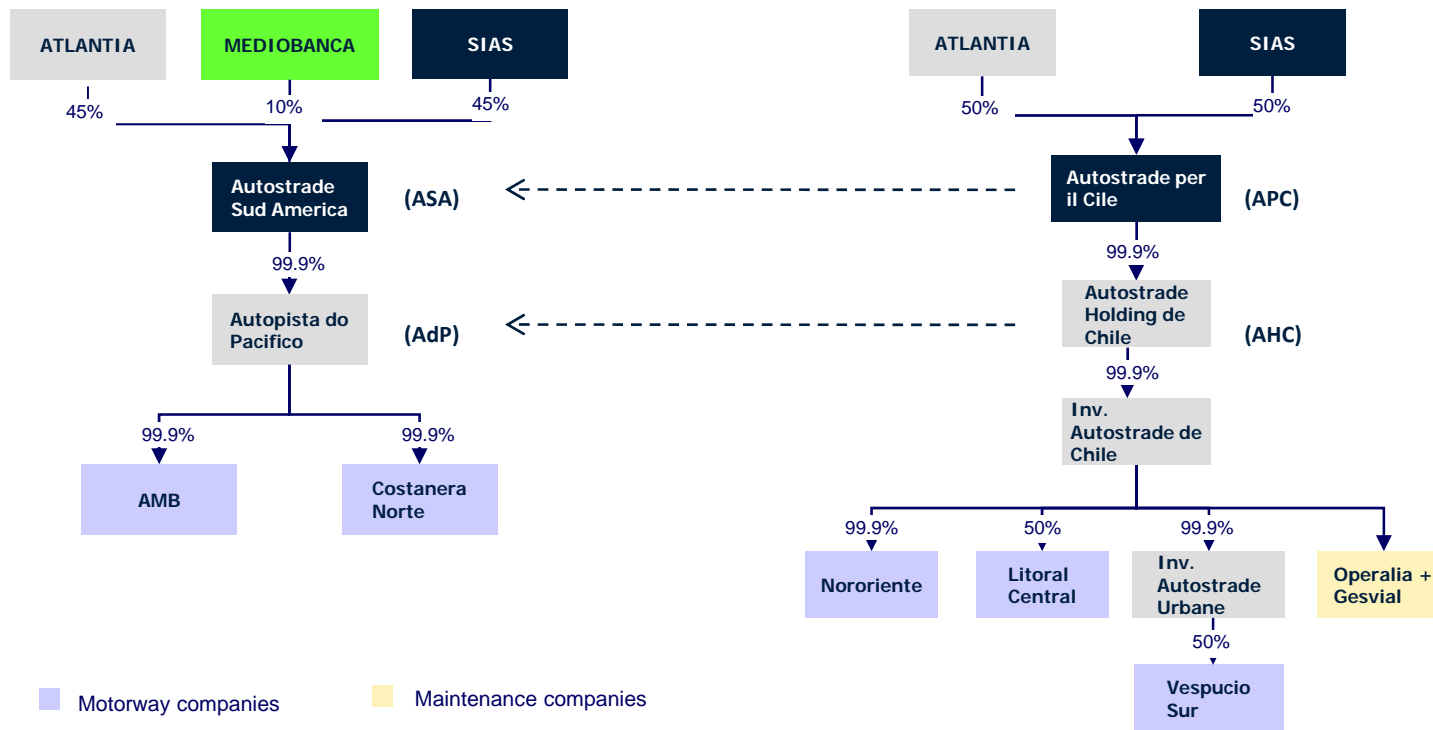 ATLANTIA
MEDIOBANCA
SIAS
45%
10%
45%
Autostrade
Sud America
(ASA)
99.9%
Autopista do
Pacifico
(AdP)
99.9%
99.9%
AMB
Costanera
Norte
ATLANTIA
SIAS
50%
50%
Autostrade per
il Cile
(APC)
99.9%
Autostrade
Holding de
Chile
(AHC)
99.9%
Inv.
Autostrade de
Chile
99.9%
50%
99.9%
Nororiente
Litoral
Central
Inv.
Autostrade
Urbane
Operalia +
Gesvial
50%
Vespucio
Sur
Motorway companies
Maintenance companies